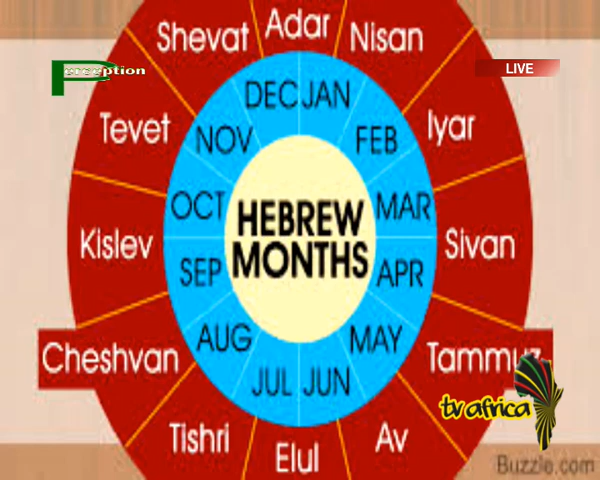 Adar
Shevat
Nisan
Perception
LIVE
DEC
JAN
Tevet
NOV
FEB
Iyar
OCT
MAR
HEBREW
MONTHS
Kislev
Sivan
SEP
APR
AUG
MAY
Cheshvan
Tammuz
JUL
JUN
tv africa
Tishri
Av
Elul
Buzzle.com